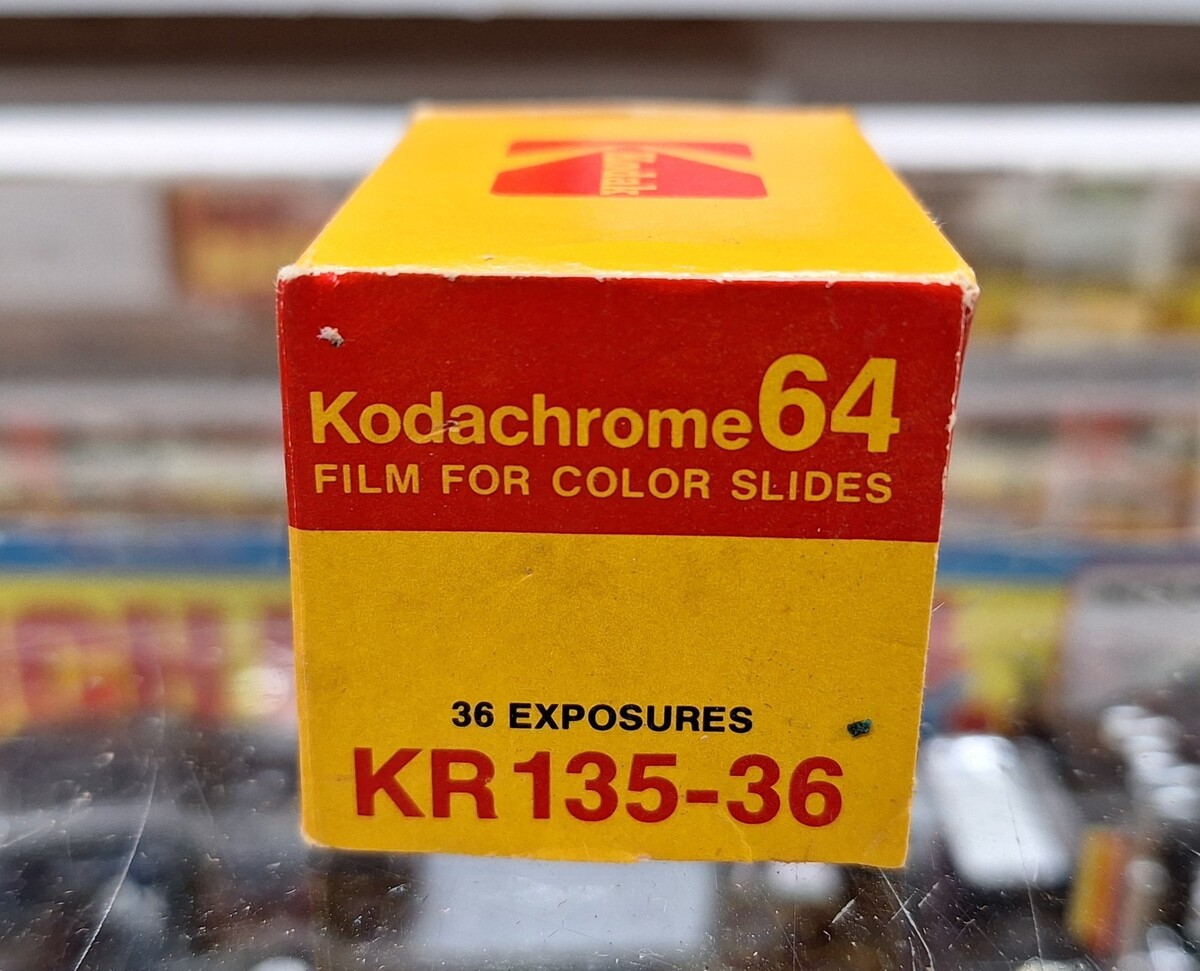 Kodak
Kodachrome 64
FILM FOR COLOR SLIDES
36 EXPOSURES
KR 135-36